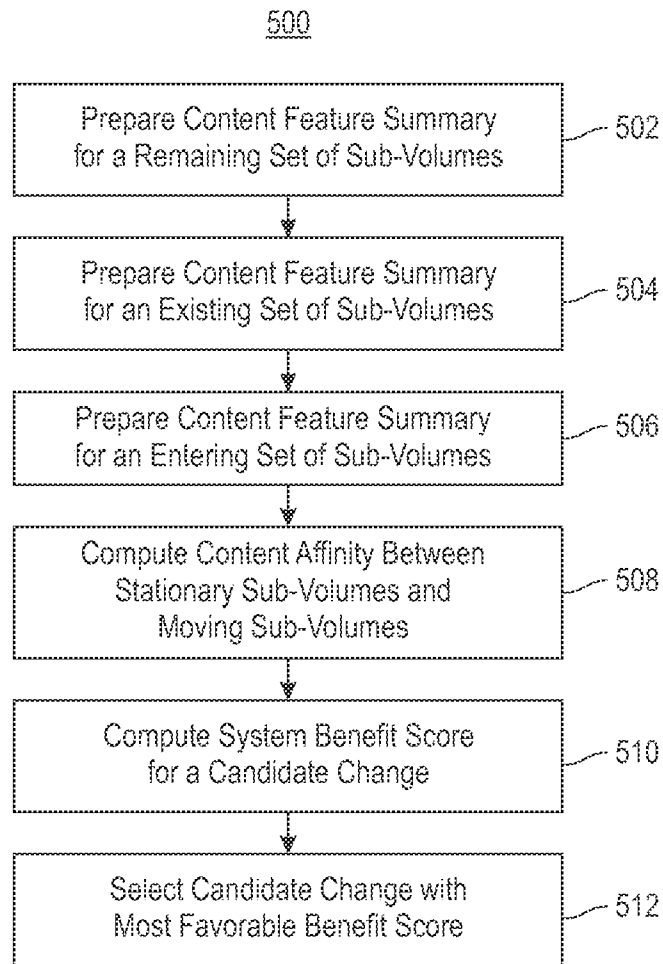 500
Prepare Content Feature Summary
for a Remaining Set of Sub-Volumes
502
Prepare Content Feature Summary
for an Existing Set of Sub-Volumes
504
Prepare Content Feature Summary
for an Entering Set of Sub-Volumes
506
Compute Content Affinity Between
Stationary Sub-Volumes and
Moving Sub-Volumes
508
Compute System Benefit Score
for a Candidate Change
510
Select Candidate Change with
Most Favorable Benefit Score
512